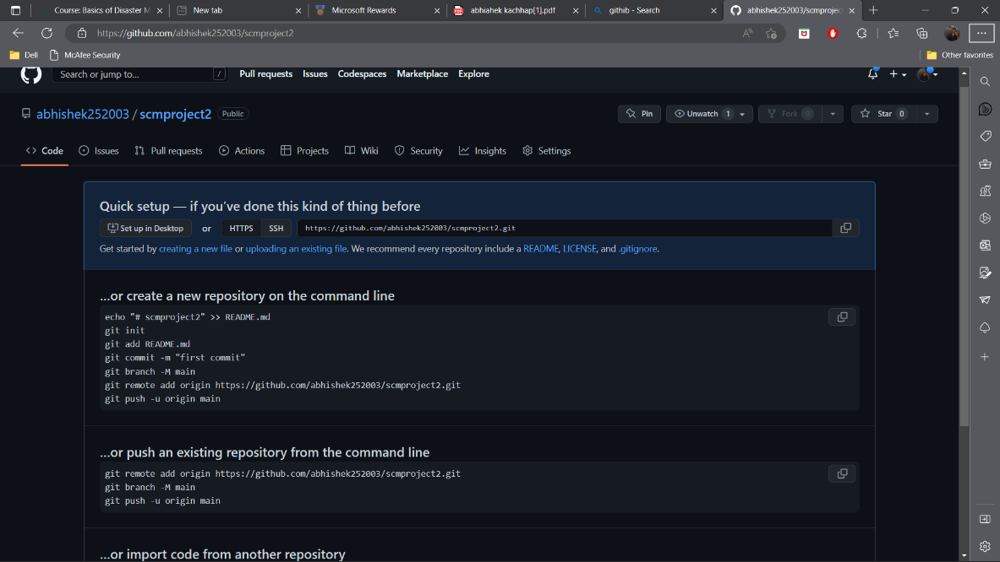 Course: Basics of Disaster M
New tab
Microsoft Rewards
PDF
abhiahek kachhap[1].pdf
githib - Search
abhishek252003/scmproject
https://github.com/abhishek252003/scmproject2
Dell
McAfee Security
Other favorites
Search or jump to...
/
Pull requests
Issues
Codespaces
Marketplace
Explore
abhishek252003 / scmproject2
Public
Pin
Unwatch 1
Fork 0
Star 0
Code
Issues
Pull requests
Actions
Projects
Wiki
Security
Insights
Settings
Quick setup — if you've done this kind of thing before
Set up in Desktop
or
HTTPS
SSH
https://github.com/abhishek252003/scmproject2.git
Get started by creating a new file or uploading an existing file. We recommend every repository include a README, LICENSE, and .gitignore.
...or create a new repository on the command line
echo "# scmproject2" >> README.md
git init
git add README.md
git commit -m "first commit"
git branch -M main
git remote add origin https://github.com/abhishek252003/scmproject2.git
git push -u origin main
...or push an existing repository from the command line
git remote add origin https://github.com/abhishek252003/scmproject2.git
git branch -M main
git push -u origin main
...or import code from another repository